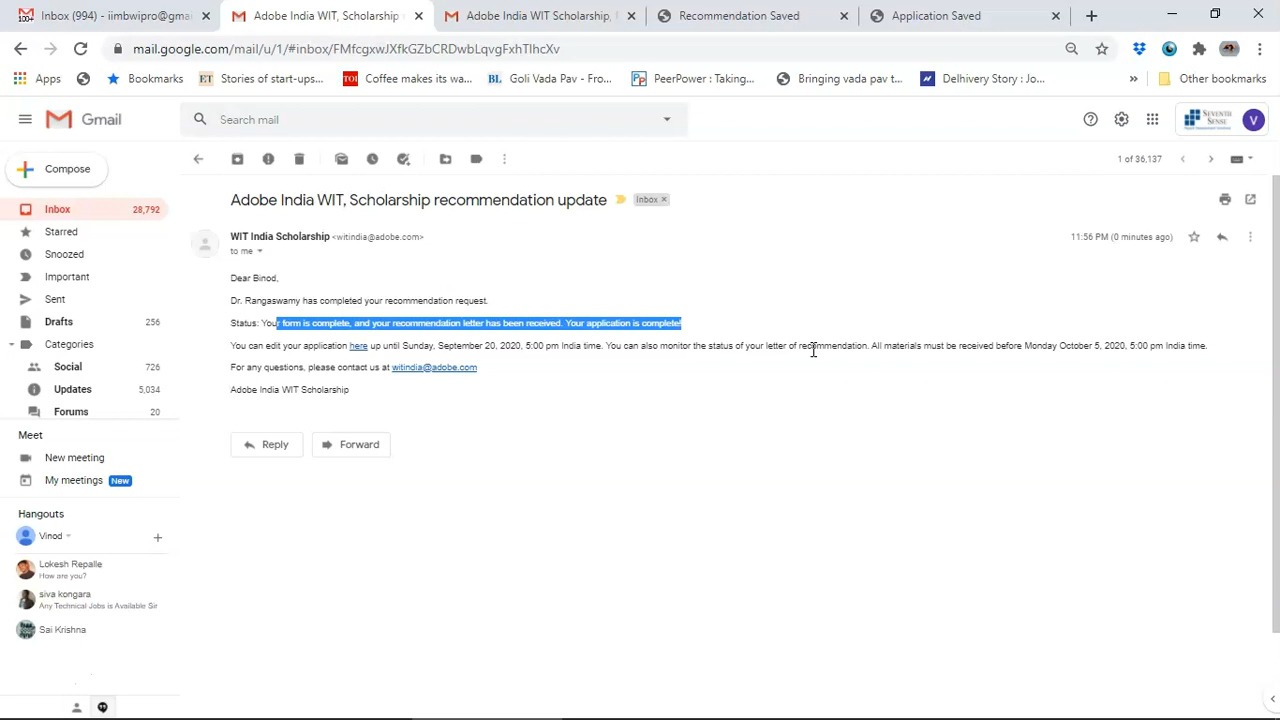 Inbox (994) - iimbwipro@gma
Adobe India WIT, Scholarship
Adobe India WIT Scholarship,
Recommendation Saved
Application Saved
mail.google.com/mail/u/1/#inbox/FMfcgxwJXfkGZbCRDwbLqvgFxhTlhcXv
Apps
Bookmarks
ET Stories of start-ups...
TOI Coffee makes its wa...
BL Goli Vada Pav - Fro...
PeerPower : Taking...
Bringing vada pav t...
Delhivery Story : Jo...
»
Other bookmarks
Gmail
Search mail
SEVENTH SENSE
V
Compose
1 of 36,137
Inbox 28,792
Starred
Snoozed
Important
Sent
Drafts 256
Categories
Social 726
Updates 5,034
Forums 20
Meet
New meeting
My meetings New
Hangouts
Vinod
Lokesh Repalle
How are you?
siva kongara
Any Technical Jobs is Available Sir
Sai Krishna
Adobe India WIT, Scholarship recommendation update
Inbox x
WIT India Scholarship <witindia@adobe.com>
11:56 PM (0 minutes ago)
to me
Dear Binod,
Dr. Rangaswamy has completed your recommendation request.
Status: Your form is complete, and your recommendation letter has been received. Your application is complete!
You can edit your application here up until Sunday, September 20, 2020, 5:00 pm India time. You can also monitor the status of your letter of recommendation. All materials must be received before Monday October 5, 2020, 5:00 pm India time.
For any questions, please contact us at witindia@adobe.com
Adobe India WIT Scholarship
Reply
Forward